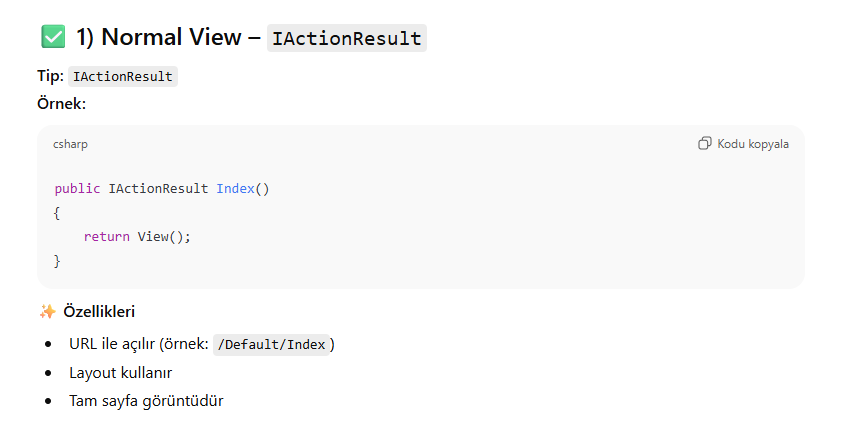 ✅ 1) Normal View – IActionResult
Tip: IActionResult
Örnek:
csharp Kodu kopyala
public IActionResult Index()
{
    return View();
}
✨ Özellikleri
• URL ile açılır (örnek: /Default/Index)
• Layout kullanır
• Tam sayfa görüntüdür